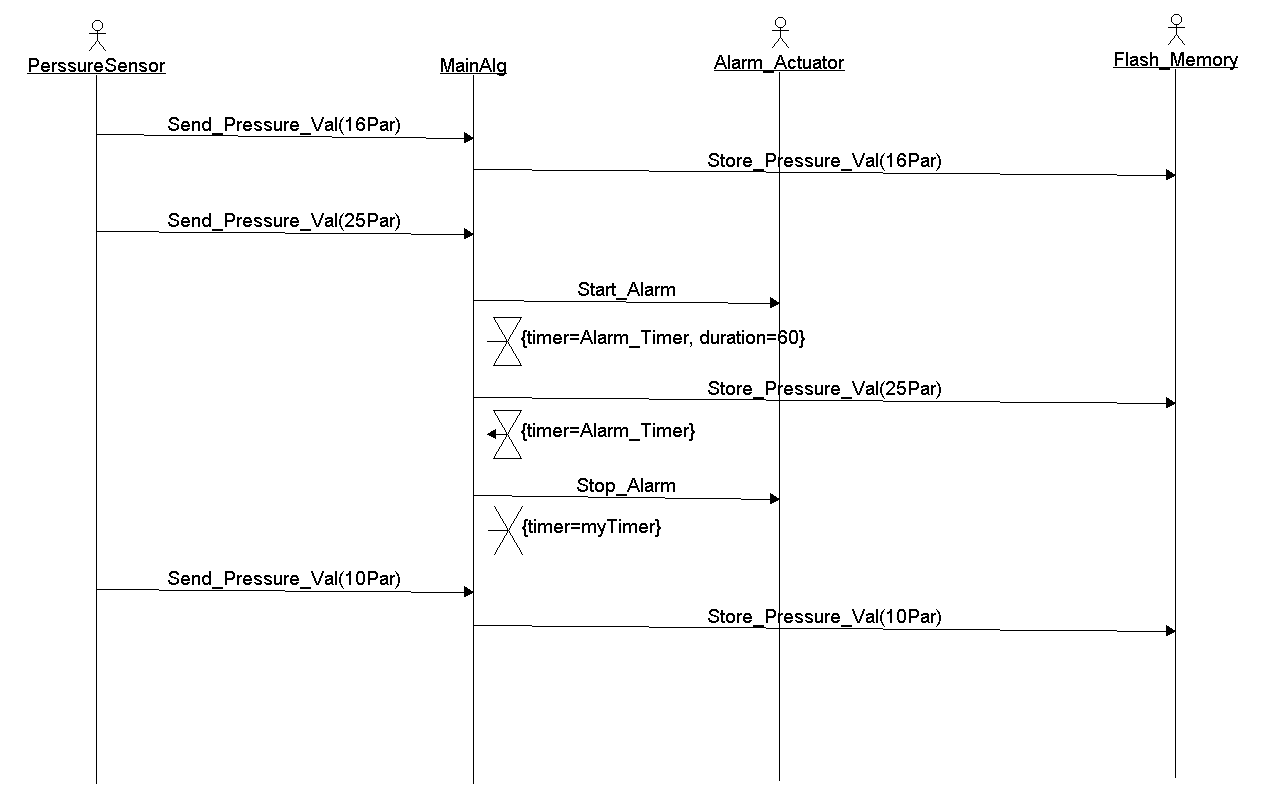 PerssureSensor
MainAlg
Alarm_Actuator
Flash_Memory
Send_Pressure_Val(16Par)
Store_Pressure_Val(16Par)
Send_Pressure_Val(25Par)
Start_Alarm
{timer=Alarm_Timer, duration=60}
Store_Pressure_Val(25Par)
{timer=Alarm_Timer}
Stop_Alarm
{timer=myTimer}
Send_Pressure_Val(10Par)
Store_Pressure_Val(10Par)